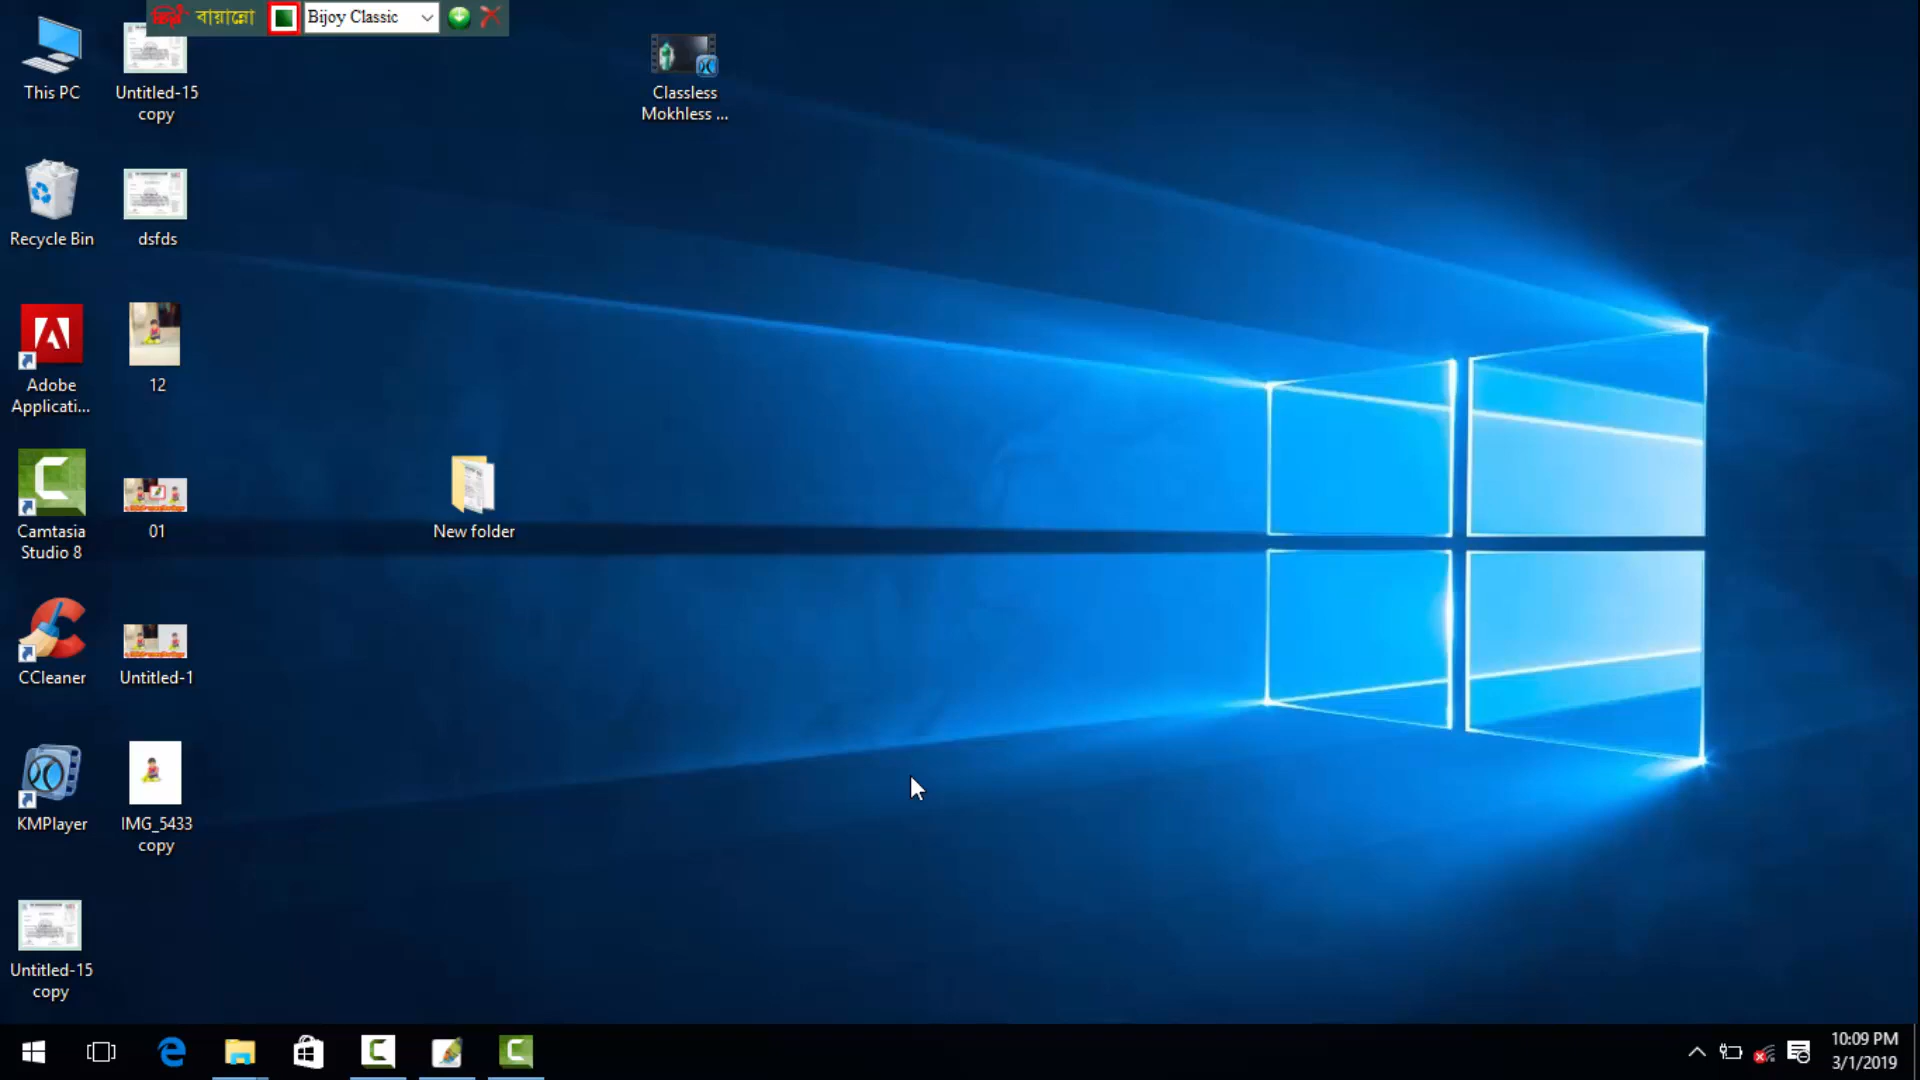 বায়ান্নো
Bijoy Classic
This PC
Untitled-15
copy
Classless
Mokhless ...
Recycle Bin
dsfds
Adobe
Applicati...
12
Camtasia
Studio 8
01
New folder
CCleaner
Untitled-1
KMPlayer
IMG_5433
copy
Untitled-15
copy
10:09 PM
3/1/2019